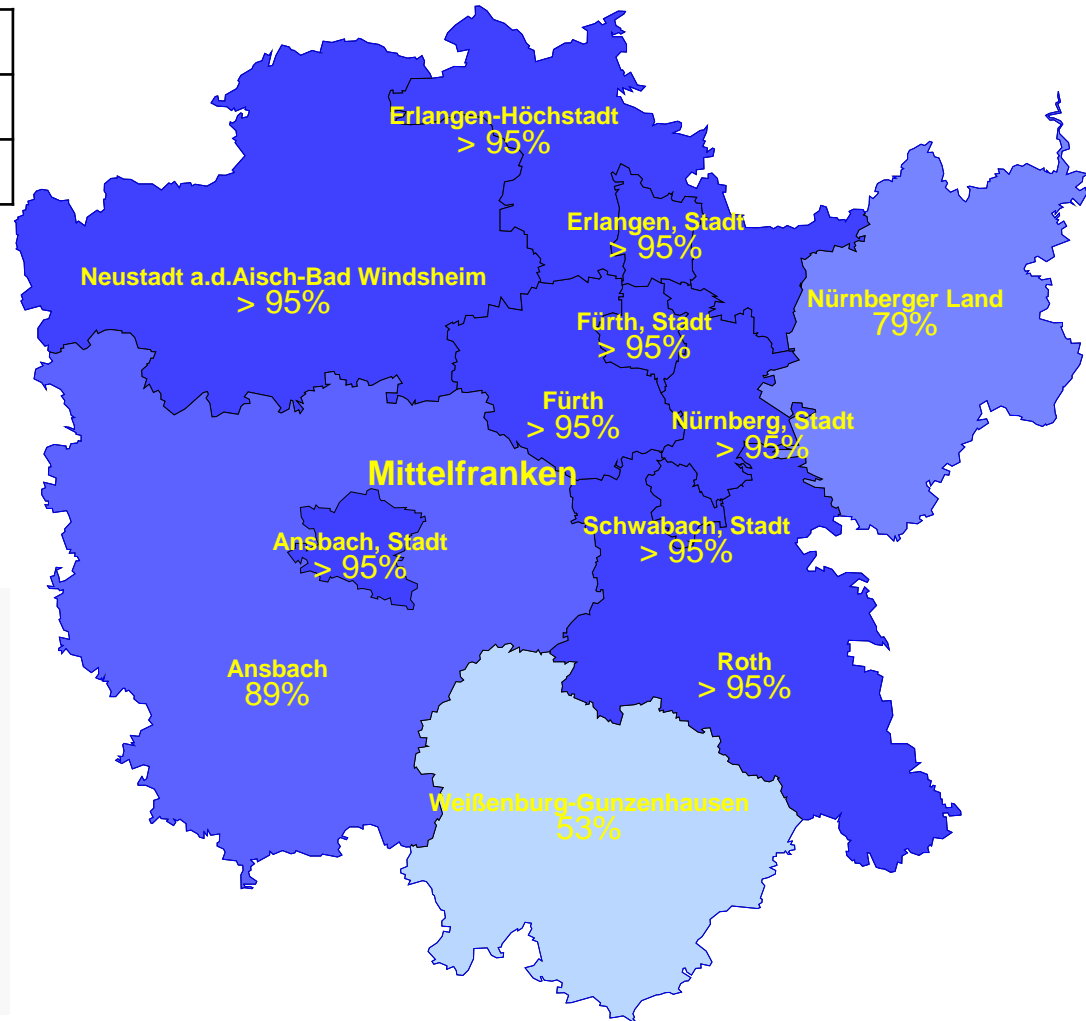 Erlangen-Höchstadt
> 95%
Erlangen, Stadt
> 95%
Neustadt a.d.Aisch-Bad Windsheim
> 95%
Nürnberger Land
79%
Fürth, Stadt
> 95%
Fürth
> 95%
Nürnberg, Stadt
> 95%
Mittelfranken
Schwabach, Stadt
> 95%
Ansbach, Stadt
> 95%
Roth
> 95%
Ansbach
89%
Weißenburg-Gunzenhausen
53%